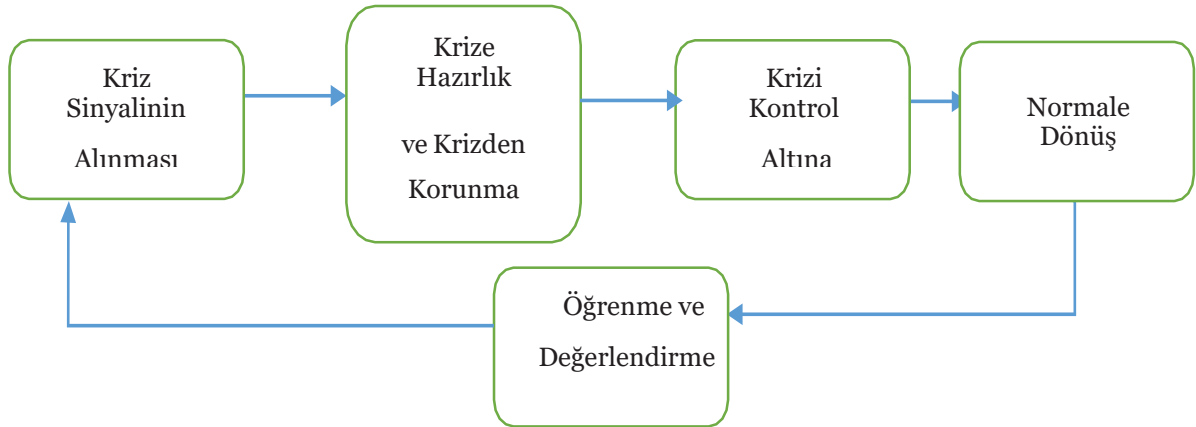 Kriz
Sinyalinin
Alınması
Krize
Hazırlık
ve Krizden
Korunma
Krizi
Kontrol
Altına
Normale
Dönüş
Öğrenme ve
Değerlendirme